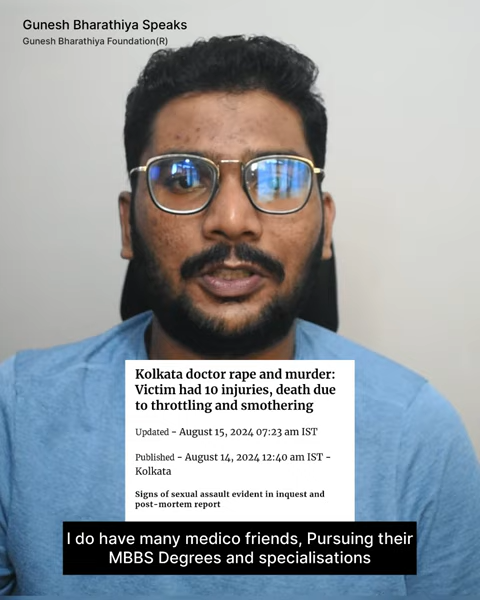 Gunesh Bharathiya Speaks
Gunesh Bharathiya Foundation(R)
Kolkata doctor rape and murder:
Victim had 10 injuries, death due
to throttling and smothering
Updated - August 15, 2024 07:23 am IST
Published - August 14, 2024 12:40 am IST -
Kolkata
Signs of sexual assault evident in inquest and
post-mortem report
I do have many medico friends, Pursuing their
MBBS Degrees and specialisations